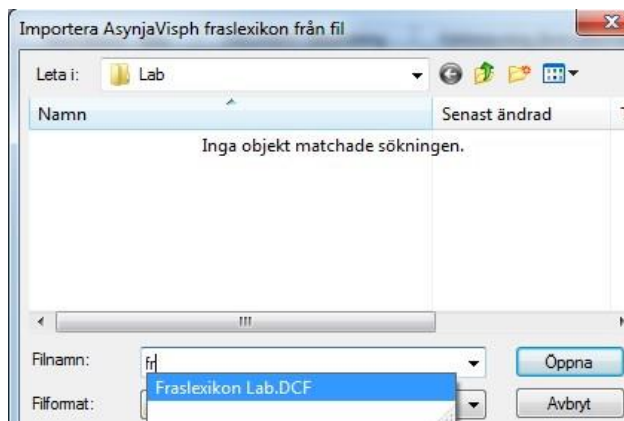 Importera AsynjaVisph fraslexikon från fil
Leta i: Lab
Namn Senast ändrad
Inga objekt matchade sökningen.
Filnamn: fr Öppna
Fraslexikon Lab.DCF
Filformat: Avbryt